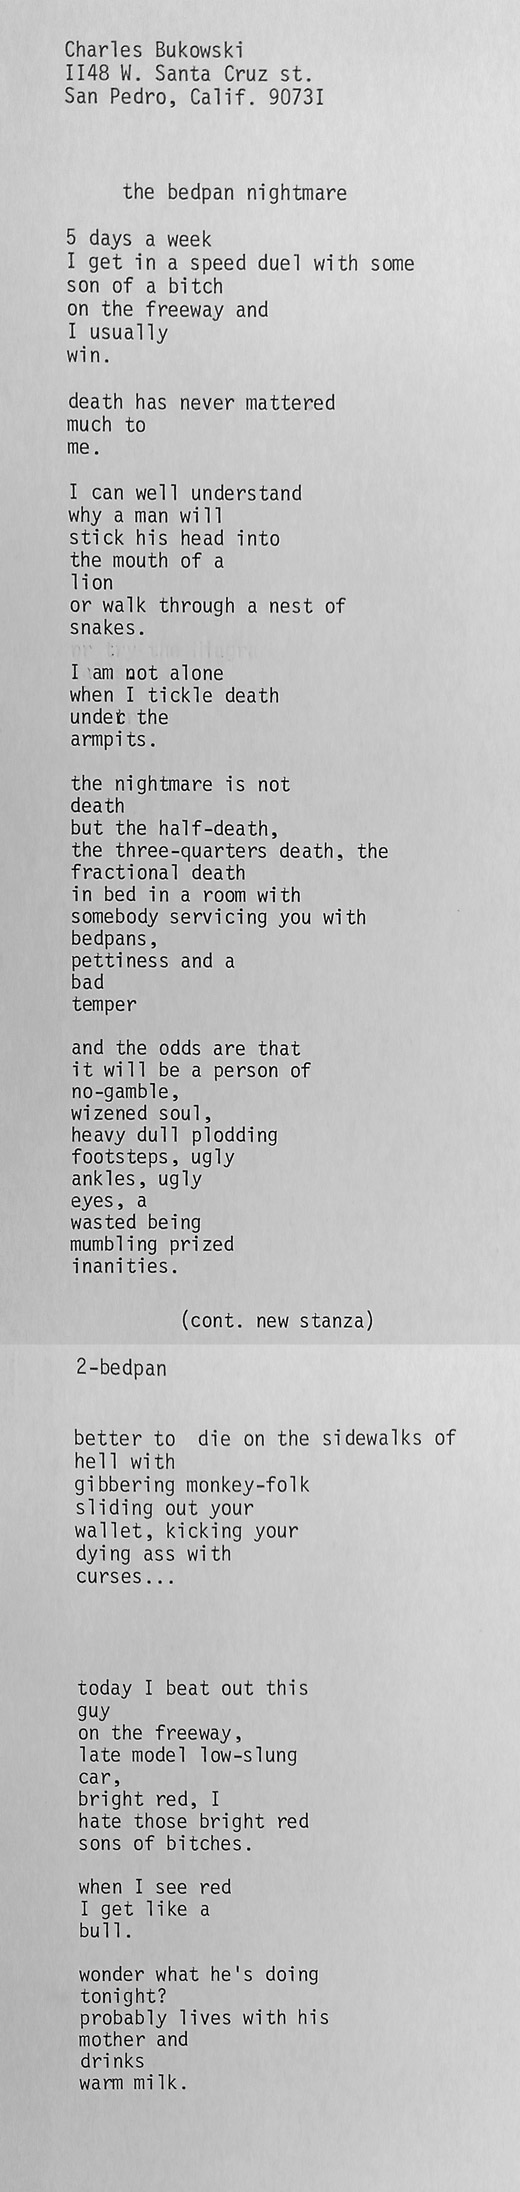 Charles Bukowski
II48 W. Santa Cruz st.
San Pedro, Calif. 9073I
the bedpan nightmare
5 days a week
I get in a speed duel with some
son of a bitch
on the freeway and
I usually
win.
death has never mattered
much to
me.
I can well understand
why a man will
stick his head into
the mouth of a
lion
or walk through a nest of
snakes.
I am not alone
when I tickle death
under the
armpits.
the nightmare is not
death
but the half-death,
the three-quarters death, the
fractional death
in bed in a room with
somebody servicing you with
bedpans,
pettiness and a
bad
temper
and the odds are that
it will be a person of
no-gamble,
wizened soul,
heavy dull plodding
footsteps, ugly
ankles, ugly
eyes, a
wasted being
mumbling prized
inanities.
(cont. new stanza)
2-bedpan
better to  die on the sidewalks of
hell with
gibbering monkey-folk
sliding out your
wallet, kicking your
dying ass with
curses...
today I beat out this
guy
on the freeway,
late model low-slung
car,
bright red, I
hate those bright red
sons of bitches.
when I see red
I get like a
bull.
wonder what he's doing
tonight?
probably lives with his
mother and
drinks
warm milk.